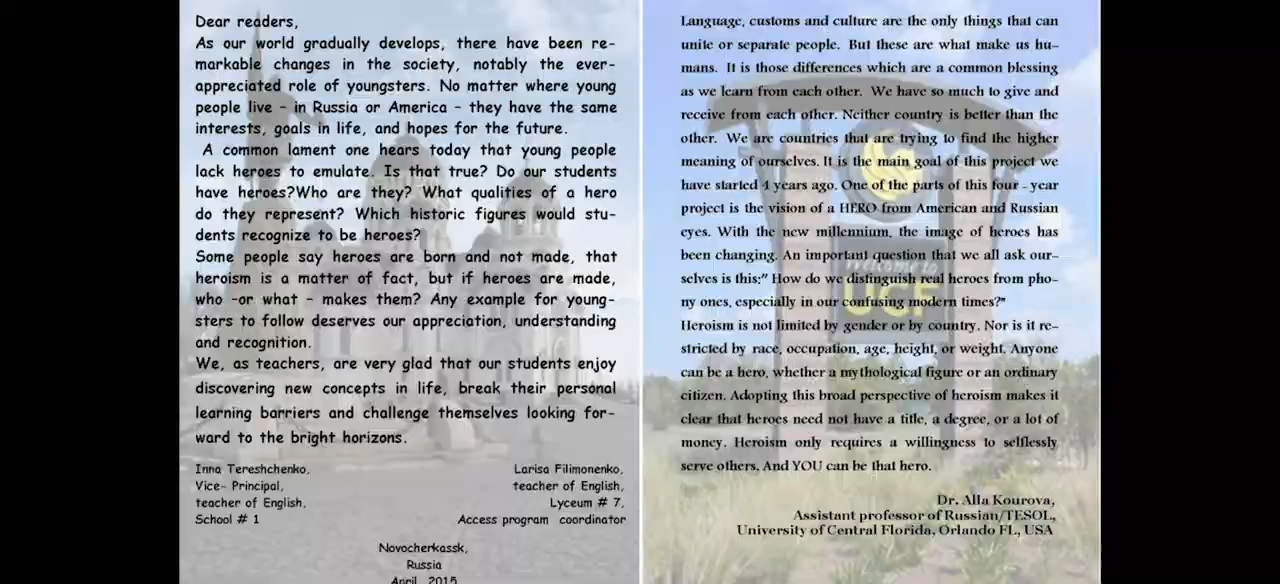 Dear readers,
As our world gradually develops, there have been re-
markable changes in the society, notably the ever-
appreciated role of youngsters. No matter where young
people live - in Russia or America - they have the same
interests, goals in life, and hopes for the future.
A common lament one hears today that young people
lack heroes to emulate. Is that true? Do our students
have heroes?Who are they? What qualities of a hero
do they represent? Which historic figures would stu-
dents recognize to be heroes?
Some people say heroes are born and not made, that
heroism is a matter of fact, but if heroes are made,
who -or what - makes them? Any example for young-
sters to follow deserves our appreciation, understanding
and recognition.
We, as teachers, are very glad that our students enjoy
discovering new concepts in life, break their personal
learning barriers and challenge themselves looking for-
ward to the bright horizons.
Inna Tereshchenko,
Vice- Principal,
teacher of English,
School # 1
Larisa Filimonenko,
teacher of English,
Lyceum # 7,
Access program coordinator
Novocherkassk,
Russia
April, 2015
Language, customs and culture are the only things that can
unite or separate people. But these are what make us hu-
mans. It is those differences which are a common blessing
as we learn from each other. We have so much to give and
receive from each other. Neither country is better than the
other. We are countries that are trying to find the higher
meaning of ourselves. It is the main goal of this project we
have started 4 years ago. One of the parts of this four - year
project is the vision of a HERO from American and Russian
eyes. With the new millennium, the image of heroes has
been changing. An important question that we all ask our-
selves is this:" How do we distinguish real heroes from pho-
ny ones, especially in our confusing modern times?"
Heroism is not limited by gender or by country. Nor is it re-
stricted by race, occupation, age, height, or weight. Anyone
can be a hero, whether a mythological figure or an ordinary
citizen. Adopting this broad perspective of heroism makes it
clear that heroes need not have a title, a degree, or a lot of
money. Heroism only requires a willingness to selflessly
serve others. And YOU can be that hero.
Dr. Alla Kourova,
Assistant professor of Russian/TESOL,
University of Central Florida, Orlando FL, USA
Welcome to
UCF